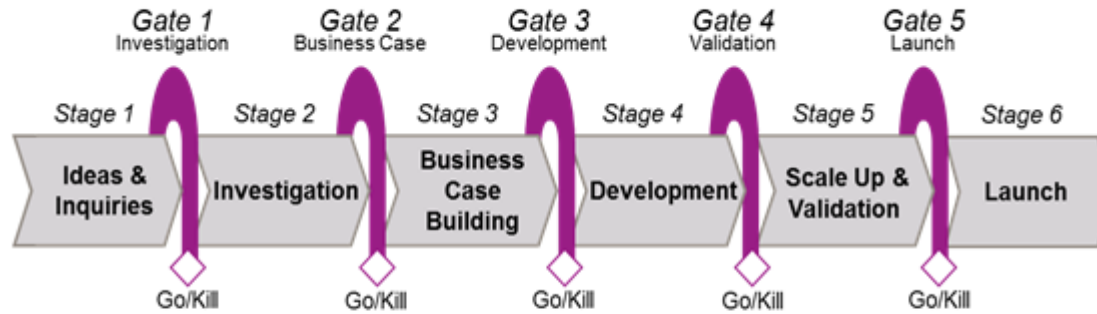 Gate 1
Investigation
Gate 2
Business Case
Gate 3
Development
Gate 4
Validation
Gate 5
Launch
Stage 1
Stage 2
Stage 3
Stage 4
Stage 5
Stage 6
Ideas &
Inquiries
Investigation
Business
Case
Building
Development
Scale Up &
Validation
Launch
Go/Kill
Go/Kill
Go/Kill
Go/Kill
Go/Kill